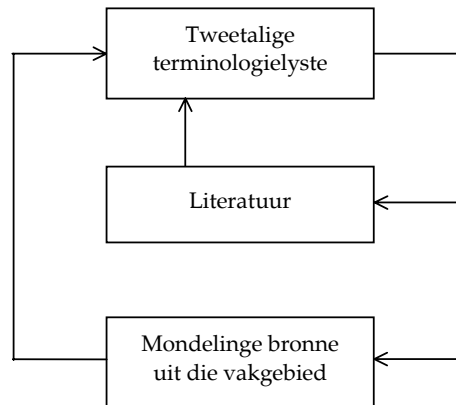 Tweetalige
terminologielyste
Literatuur
Mondelinge bronne
uit die vakgebied